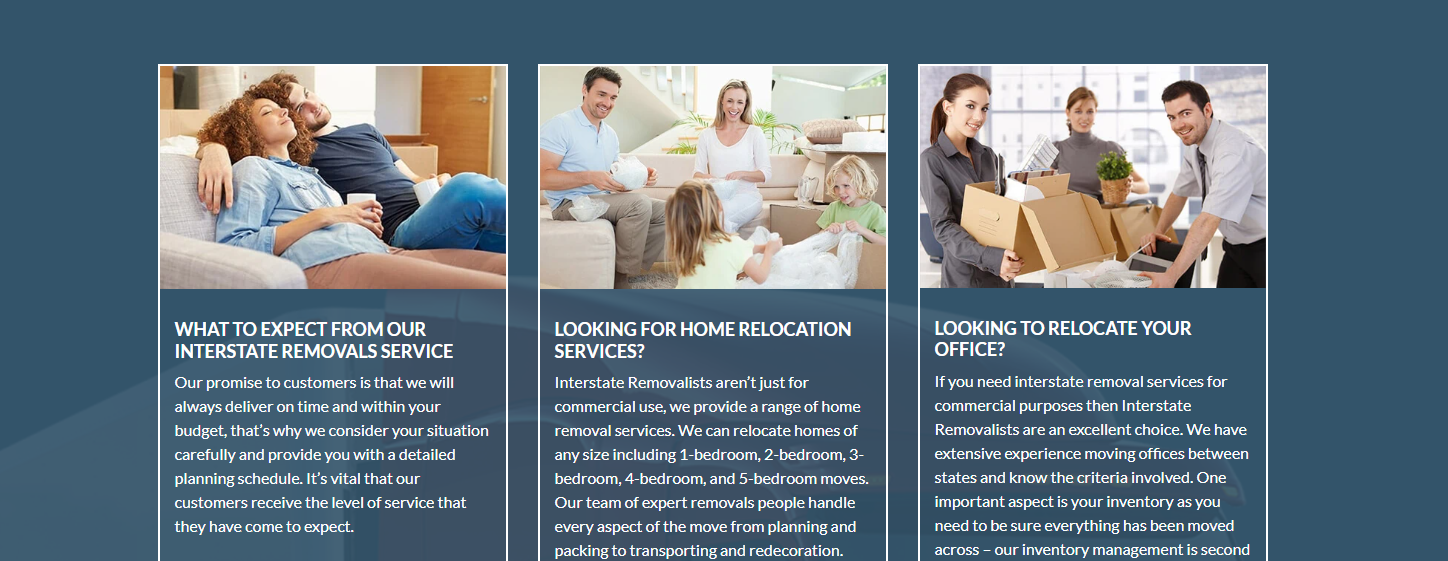 WHAT TO EXPECT FROM OUR
INTERSTATE REMOVALS SERVICE
Our promise to customers is that we will
always deliver on time and within your
budget, that’s why we consider your situation
carefully and provide you with a detailed
planning schedule. It’s vital that our
customers receive the level of service that
they have come to expect.
LOOKING FOR HOME RELOCATION
SERVICES?
Interstate Removalists aren’t just for
commercial use, we provide a range of home
removal services. We can relocate homes of
any size including 1-bedroom, 2-bedroom, 3-
bedroom, 4-bedroom, and 5-bedroom moves.
Our team of expert removals people handle
every aspect of the move from planning and
packing to transporting and redecoration.
LOOKING TO RELOCATE YOUR
OFFICE?
If you need interstate removal services for
commercial purposes then Interstate
Removalists are an excellent choice. We have
extensive experience moving offices between
states and know the criteria involved. One
important aspect is your inventory as you
need to be sure everything has been moved
across – our inventory management is second